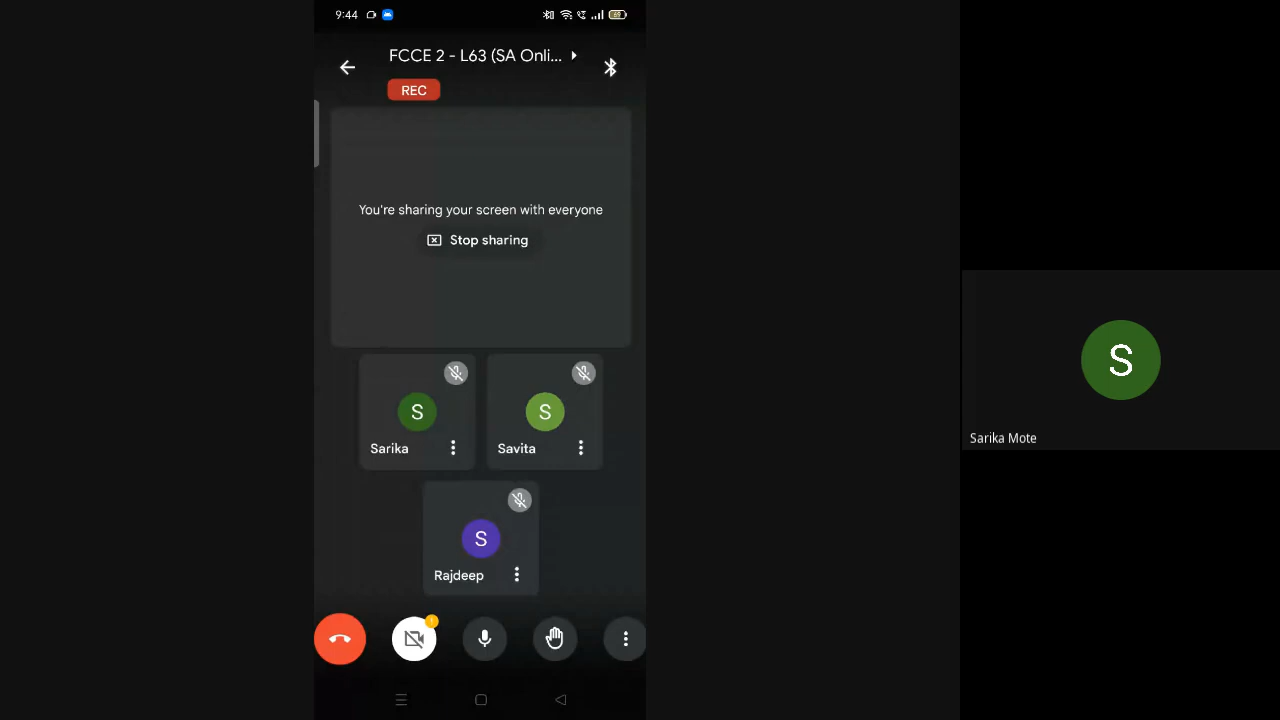 9:44
FCCE 2 - L63 (SA Onli...
REC
You're sharing your screen with everyone
Stop sharing
S
S
Sarika
Savita
S
Rajdeep
S
Sarika Mote